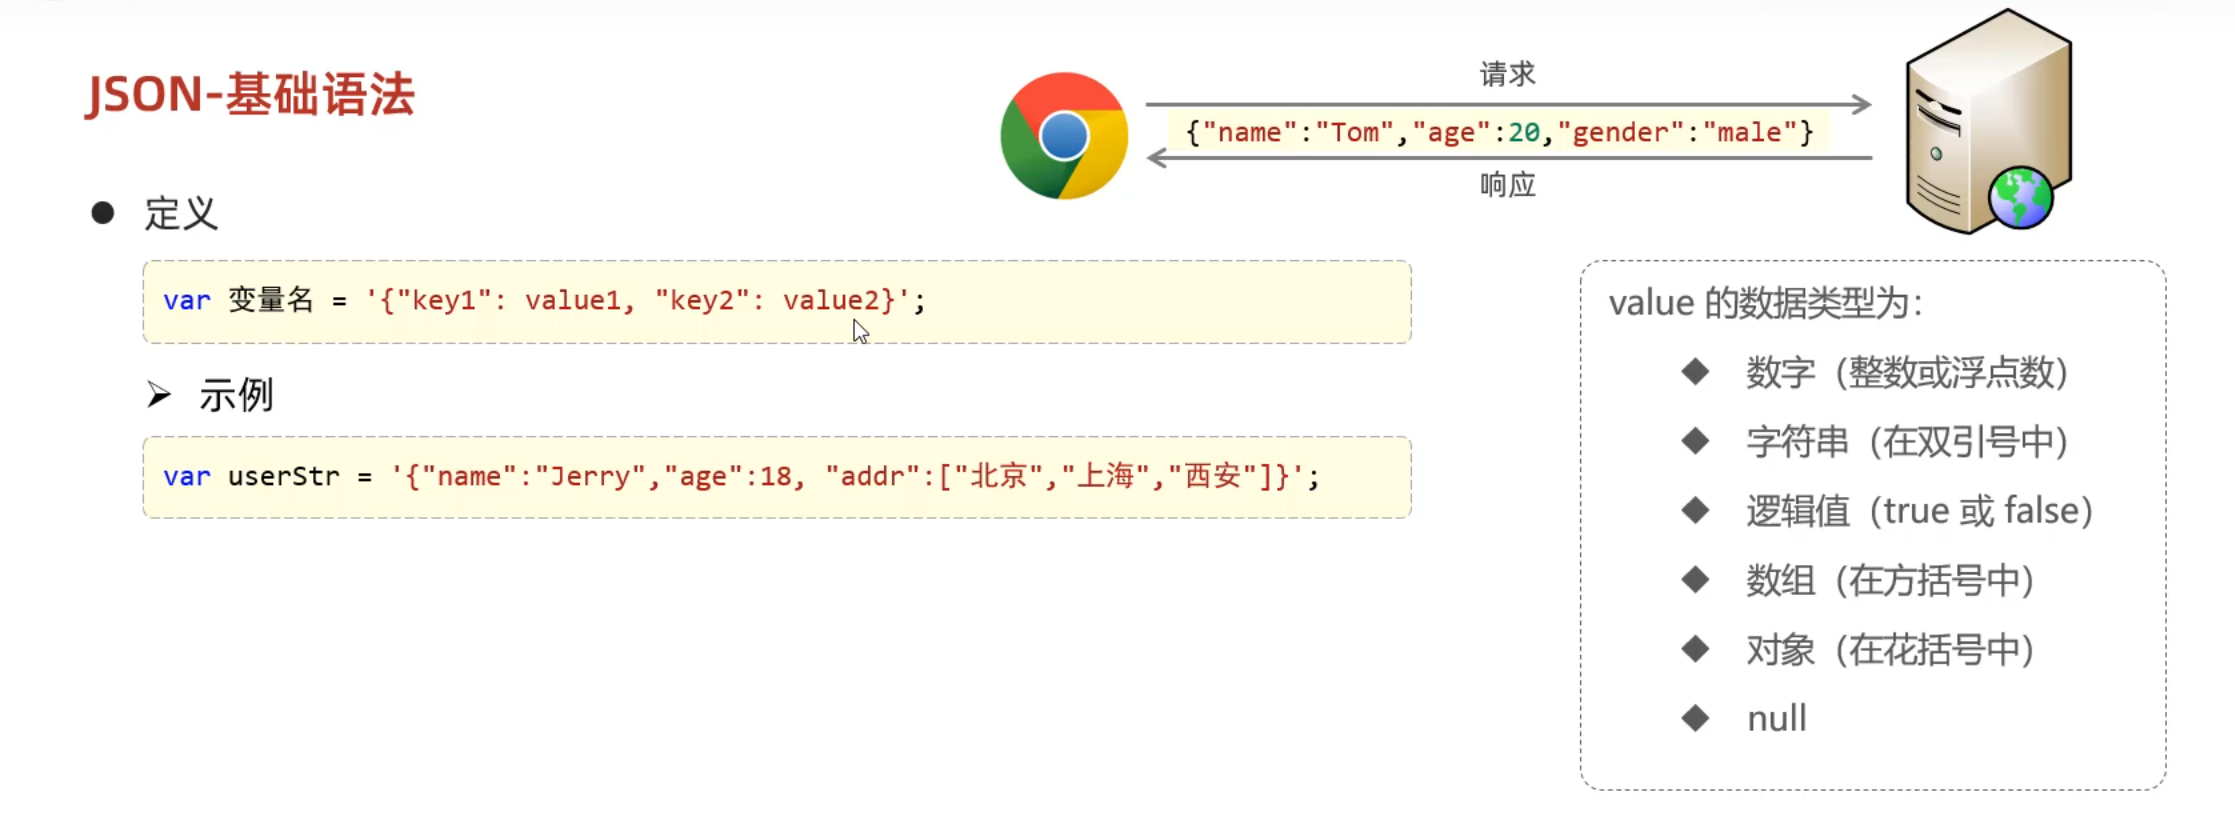 JSON-基础语法
请求
{"name":"Tom","age":20,"gender":"male"}
响应
● 定义
var 变量名 = '{"key1": value1, "key2": value2}';
➢ 示例
var userStr = '{"name":"Jerry","age":18, "addr":["北京","上海","西安"]}';
value 的数据类型为：
◆ 数字（整数或浮点数）
◆ 字符串（在双引号中）
◆ 逻辑值（true 或 false）
◆ 数组（在方括号中）
◆ 对象（在花括号中）
◆ null